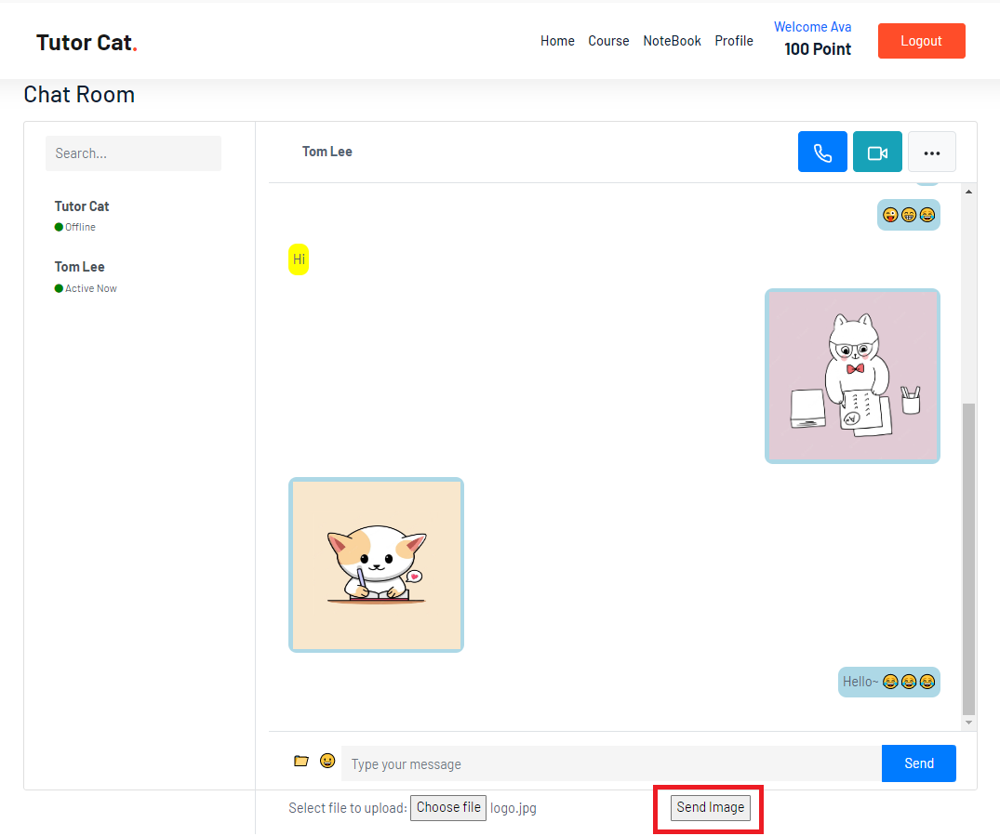 Tutor Cat.
Home Course NoteBook Profile
Welcome Ava
100 Point
Logout
Chat Room
Search...
Tutor Cat
Offline
Tom Lee
Active Now
Tom Lee
Hi
Hello~
Type your message
Send
Select file to upload: Choose file logo.jpg
Send Image